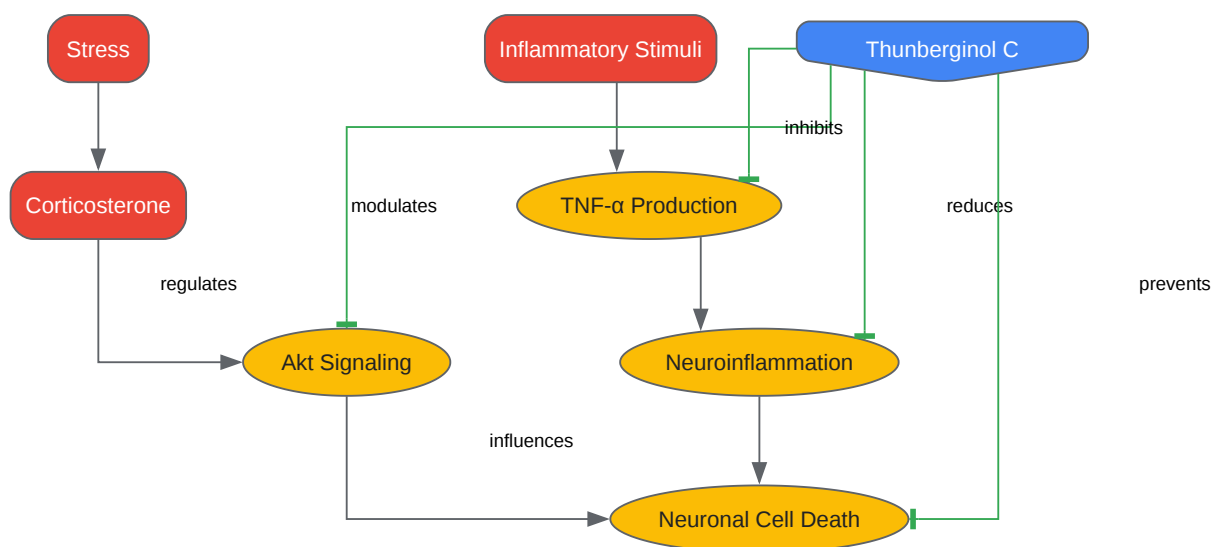 Stress
Inflammatory Stimuli
Thunberginol C
inhibits
Corticosterone
modulates
TNF-α Production
reduces
regulates
prevents
Akt Signaling
Neuroinflammation
influences
Neuronal Cell Death